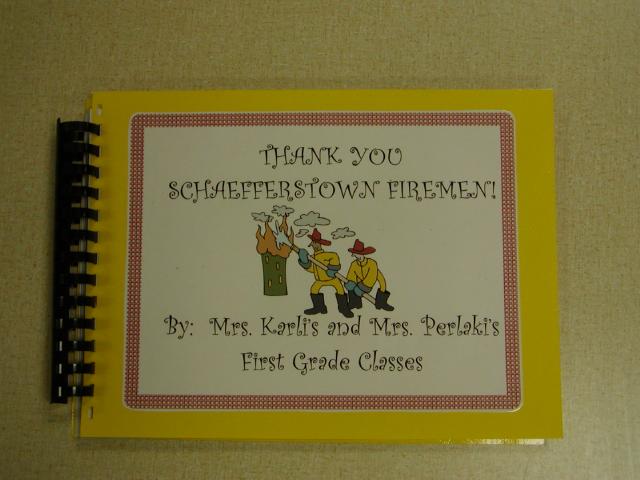 THANK YOU
SCHAEFFERSTOWN FIREMEN!
By: Mrs. Karli's and Mrs. Perlaki's
First Grade Classes